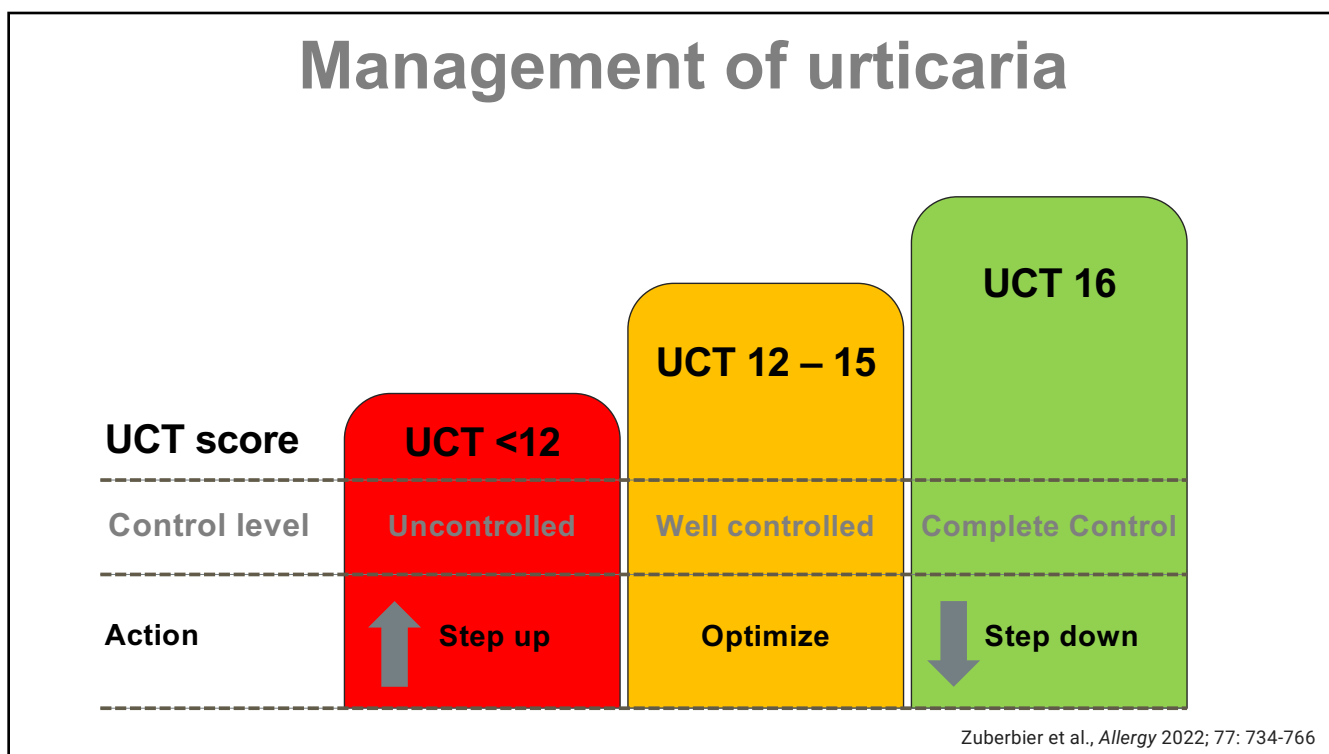 Management of urticaria
UCT score
UCT <12
UCT 12 – 15
UCT 16
Control level
Uncontrolled
Well controlled
Complete Control
Action
Step up
Optimize
Step down
Zuberbier et al., Allergy 2022; 77: 734-766